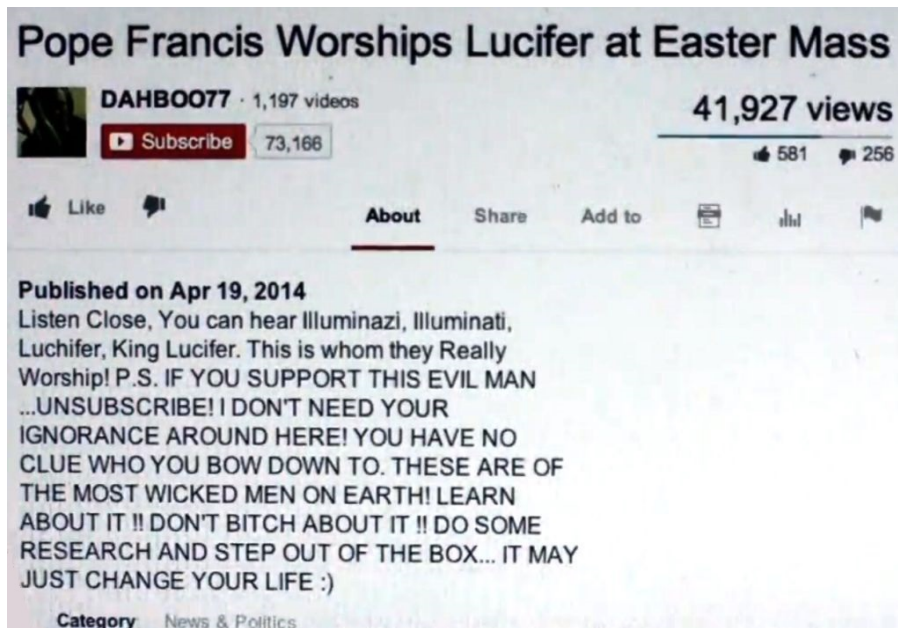 Pope Francis Worships Lucifer at Easter Mass
DAHBOO77 · 1,197 videos
Subscribe 73,166
41,927 views
581 256
Like
About Share Add to
Published on Apr 19, 2014
Listen Close, You can hear Illuminazi, Illuminati,
Luchifer, King Lucifer. This is whom they Really
Worship! P.S. IF YOU SUPPORT THIS EVIL MAN
...UNSUBSCRIBE! I DON'T NEED YOUR
IGNORANCE AROUND HERE! YOU HAVE NO
CLUE WHO YOU BOW DOWN TO. THESE ARE OF
THE MOST WICKED MEN ON EARTH! LEARN
ABOUT IT !! DON'T BITCH ABOUT IT !! DO SOME
RESEARCH AND STEP OUT OF THE BOX... IT MAY
JUST CHANGE YOUR LIFE :)
Category News & Politics